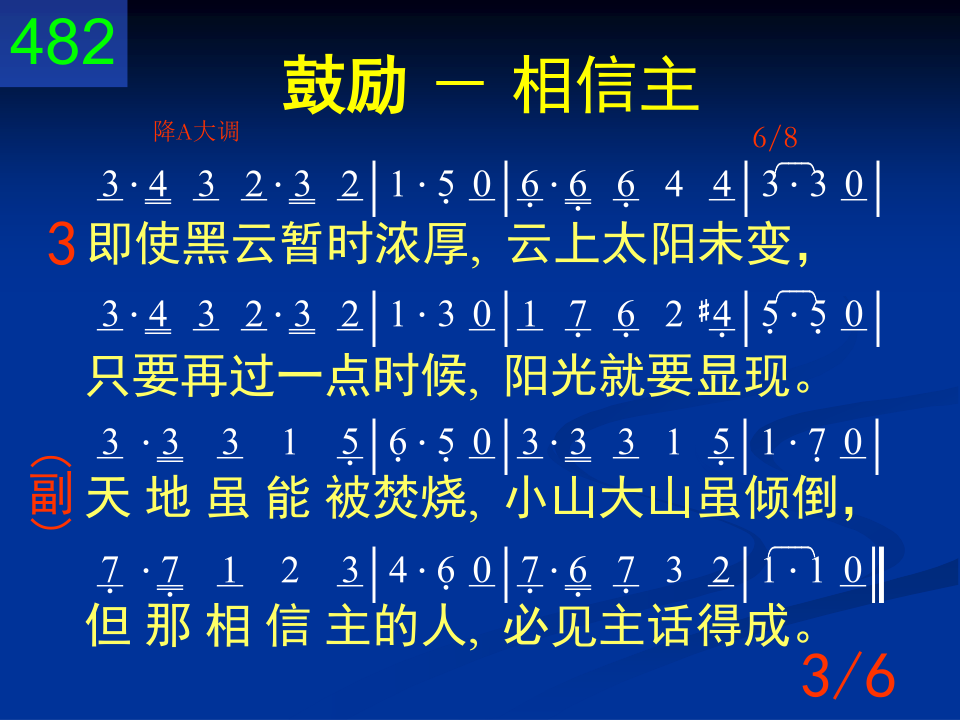 482
鼓励 － 相信主
降A大调 6/8
3 · 4 3 2 · 3 2 | 1 · 5 0 | 6 · 6 6 4 4 | 3 · 3 0 |
3 即使黑云暂时浓厚, 云上太阳未变,
3 · 4 3 2 · 3 2 | 1 · 3 0 | 1 7 6 2 #4 | 5 · 5 0 |
只要再过一点时候, 阳光就要显现。
3 · 3 3 1 5 | 6 · 5 0 | 3 · 3 3 1 5 | 1 · 7 0 |
(副) 天 地 虽 能 被焚烧, 小山大山虽倾倒,
7 · 7 1 2 3 | 4 · 6 0 | 7 · 6 7 3 2 | 1 · 1 0 ‖
但 那 相 信 主的人, 必见主话得成。
3/6